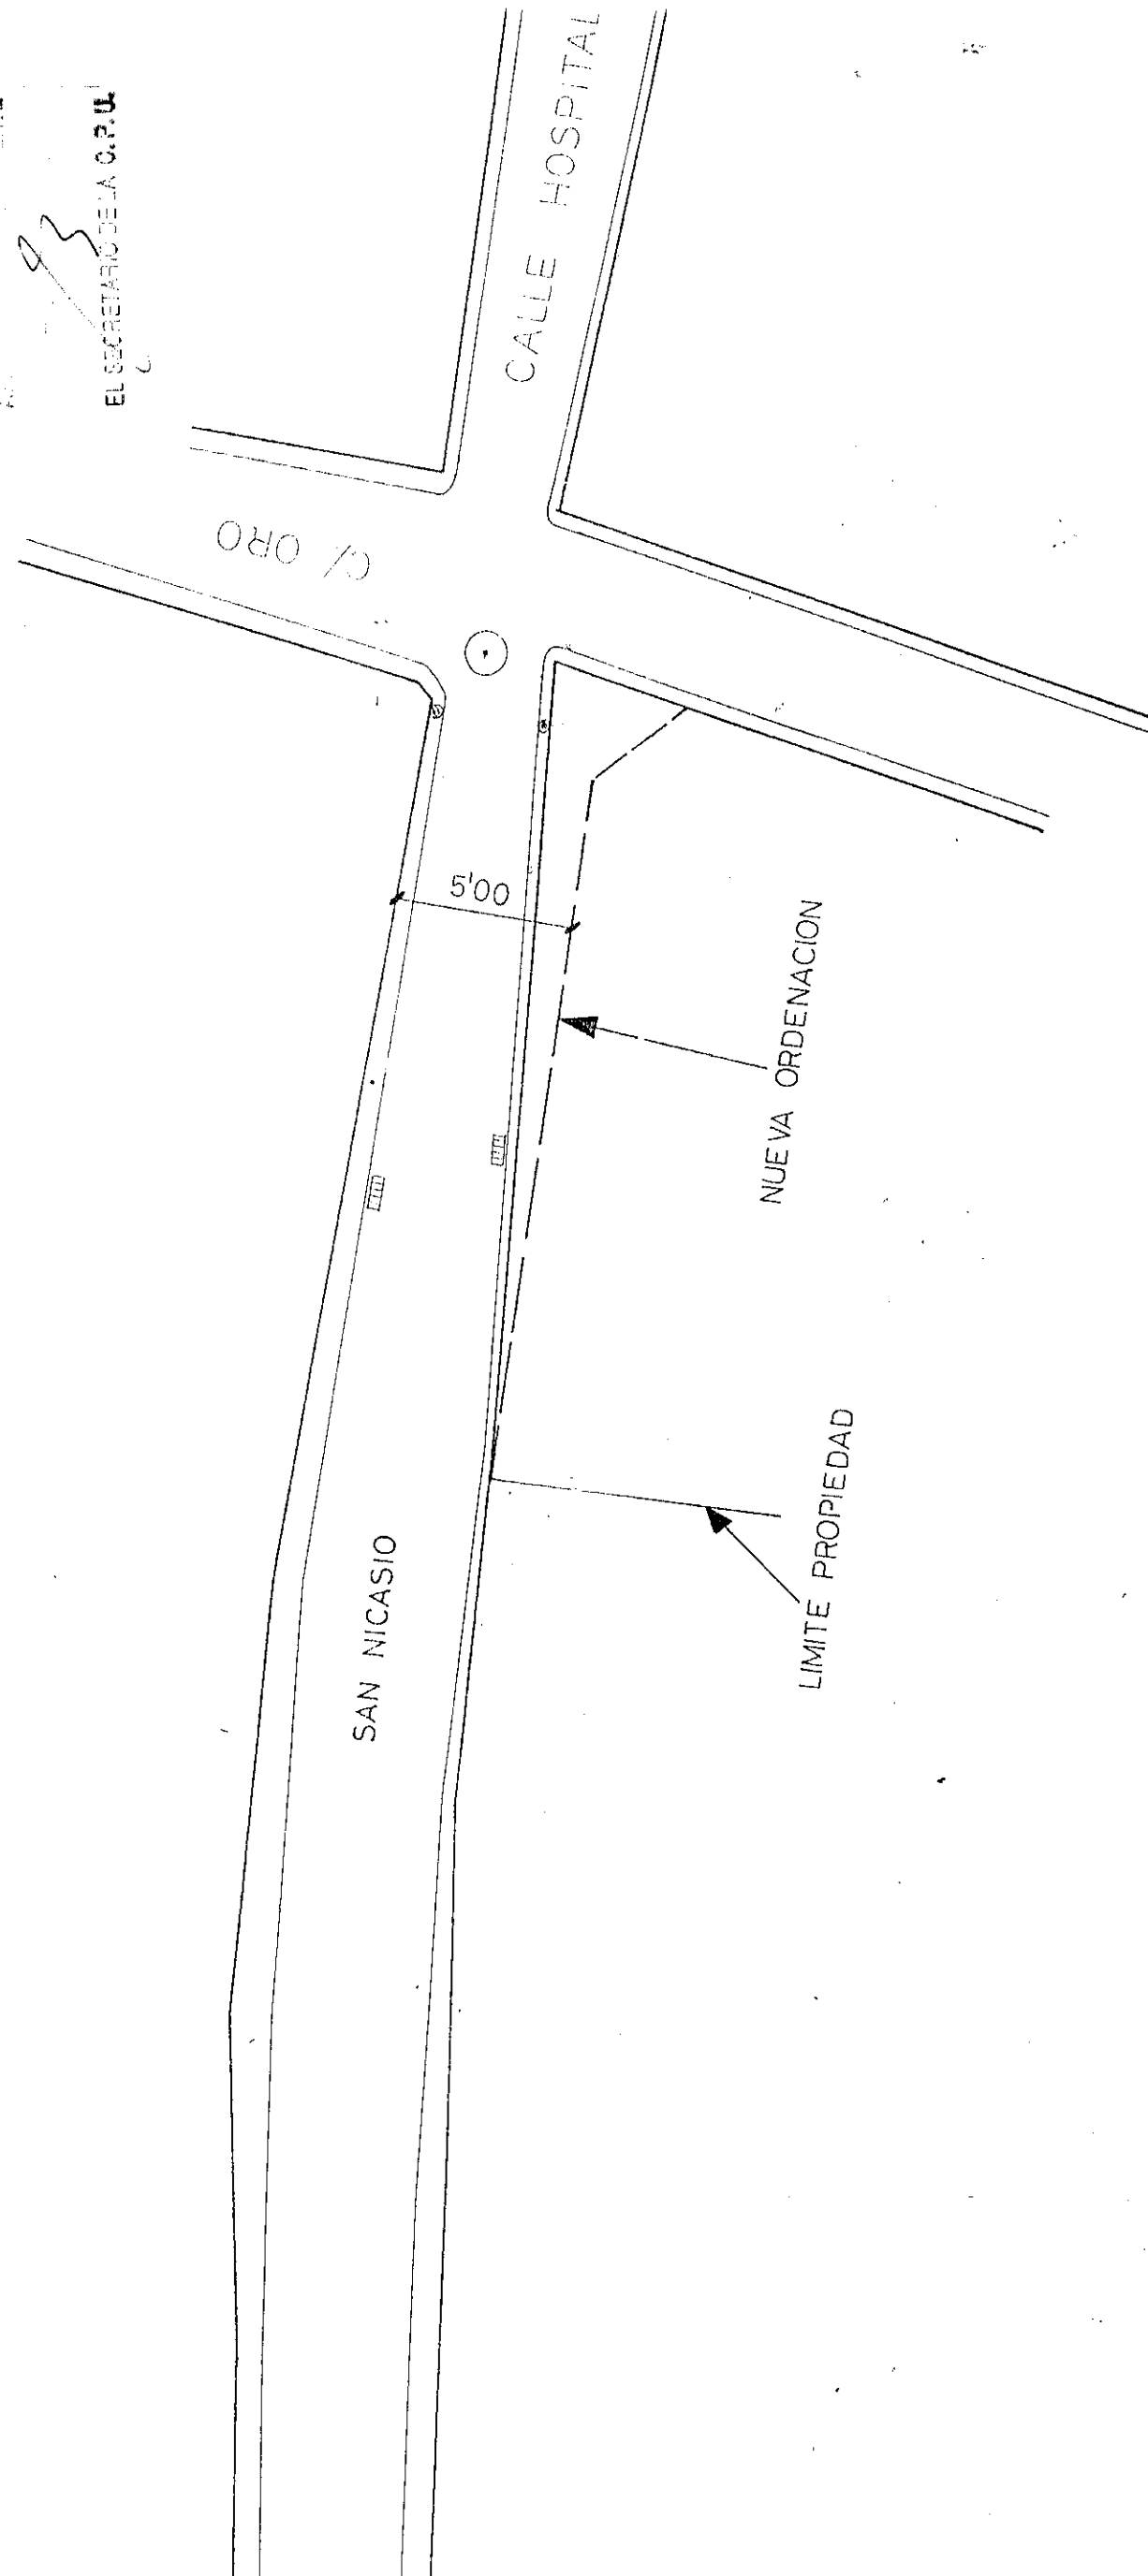 EL SECRETARIO DE LA C.P.U.
CALLE HOSPITAL
C/ ORO
5'00
NUEVA ORDENACION
LIMITE PROPIEDAD
SAN NICASIO